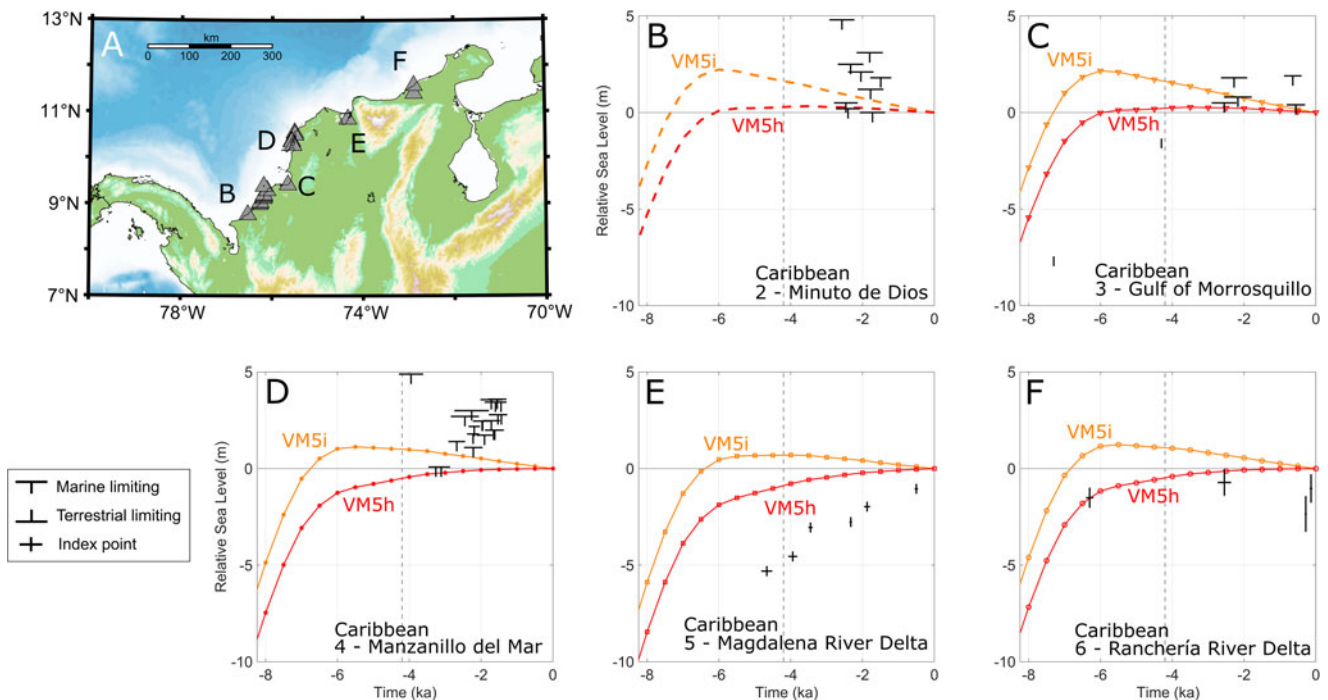 A
km
0 100 200 300
13°N
11°N
9°N
7°N
78°W 74°W 72°W 70°W
B
C
D
E
F
B
VM5i
VM5h
Relative Sea Level (m)
5
0
-5
-10
Caribbean
2 - Minuto de Dios
-8 -6 -4 -2 0
C
VM5i
VM5h
5
0
-5
-10
Caribbean
3 - Gulf of Morrosquillo
-8 -6 -4 -2 0
Marine limiting
Terrestrial limiting
Index point
D
VM5i
VM5h
Relative Sea Level (m)
5
0
-5
-10
Caribbean
4 - Manzanillo del Mar
-8 -6 -4 -2 0
Time (ka)
E
VM5i
VM5h
5
0
-5
-10
Caribbean
5 - Magdalena River Delta
-8 -6 -4 -2 0
Time (ka)
F
VM5i
VM5h
5
0
-5
-10
Caribbean
6 - Ranchería River Delta
-8 -6 -4 -2 0
Time (ka)